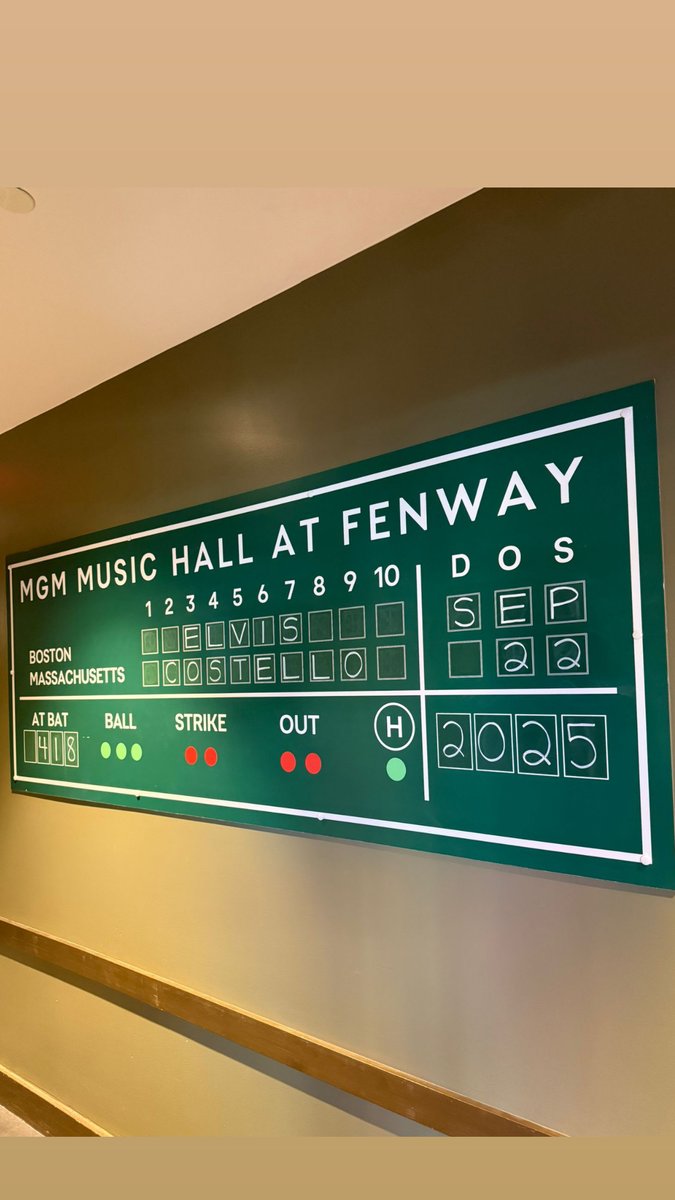 MGM MUSIC HALL AT FENWAY
1 2 3 4 5 6 7 8 9 10 D O S
ELVIS SEP
BOSTON
MASSACHUSETTS
COSTELLO 22
AT BAT BALL STRIKE OUT H
418 2025